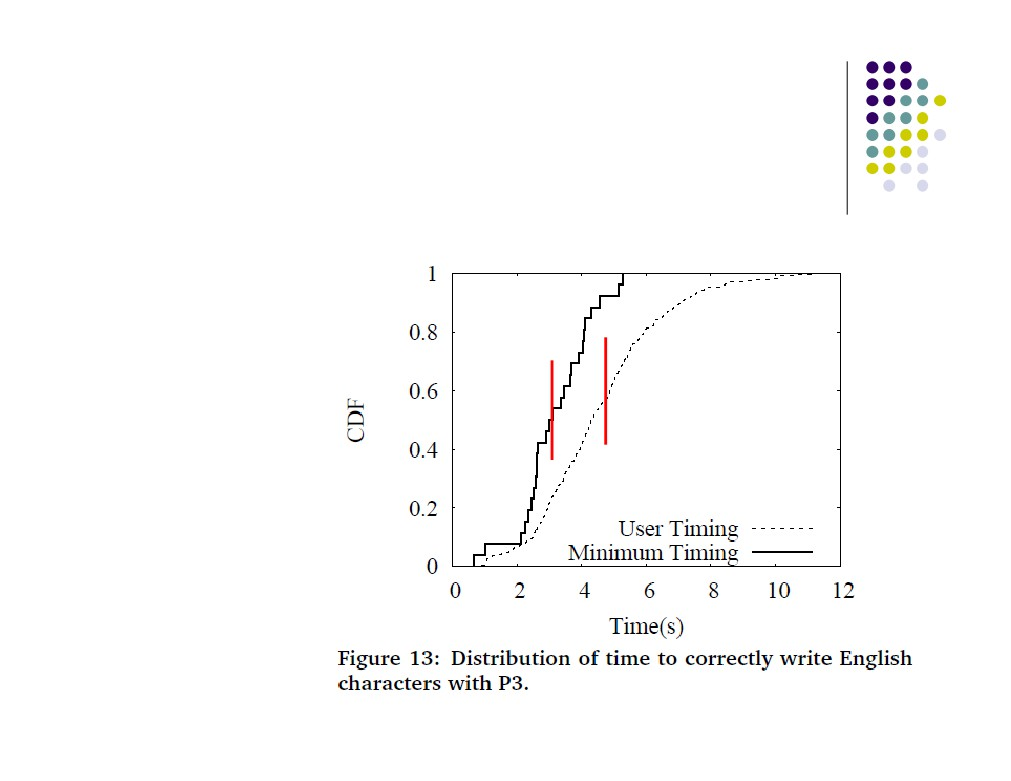 1
0.8
0.6
0.4
0.2
0
CDF
User Timing
Minimum Timing
0 2 4 6 8 10 12
Time(s)
Figure 13: Distribution of time to correctly write English
characters with P3.